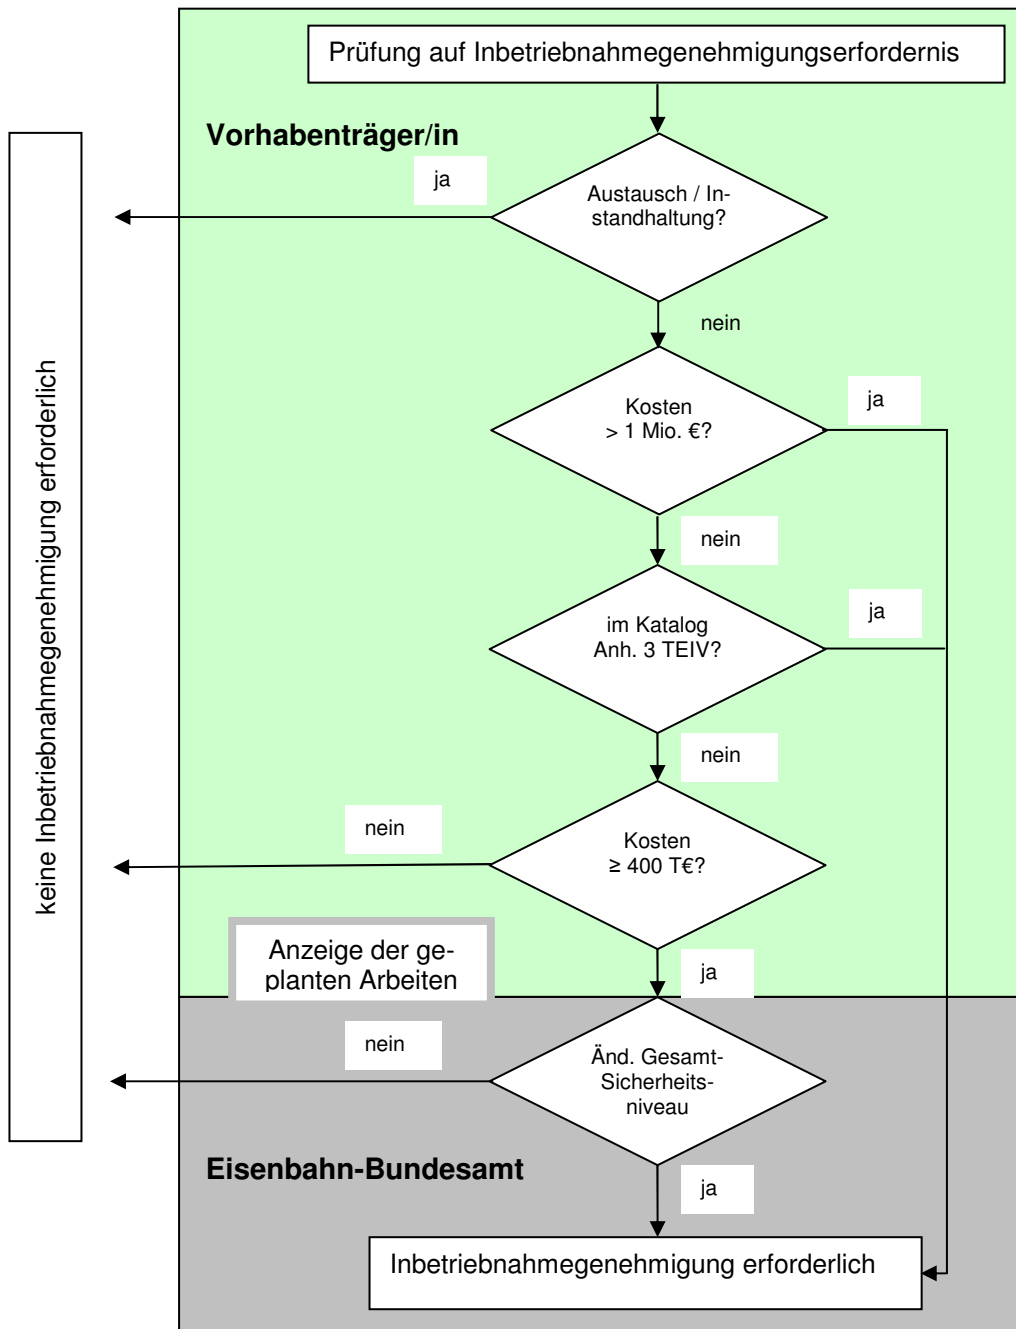 Prüfung auf Inbetriebnahmegenehmigungserfordernis
Vorhabenträger/in
ja
Austausch / In-
standhaltung?
nein
keine Inbetriebnahmegenehmigung erforderlich
Kosten
> 1 Mio. €?
ja
nein
im Katalog
Anh. 3 TEIV?
ja
nein
nein
Kosten
≥ 400 T€?
Anzeige der ge-
planten Arbeiten
ja
nein
Änd. Gesamt-
Sicherheits-
niveau
Eisenbahn-Bundesamt
ja
Inbetriebnahmegenehmigung erforderlich